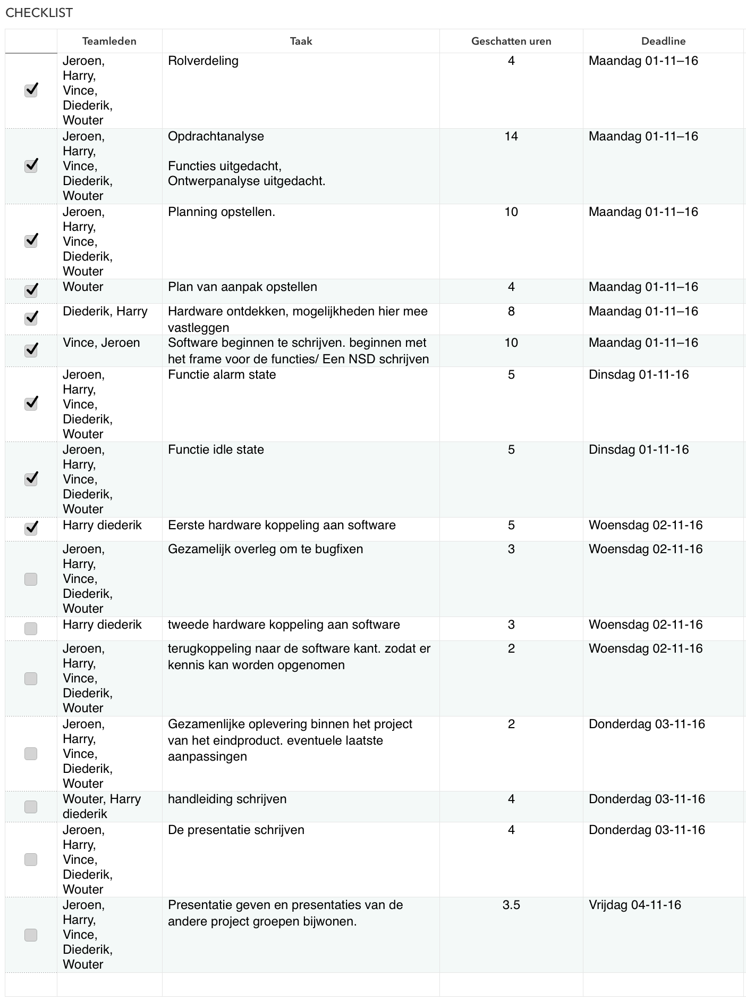 CHECKLIST
Teamleden Taak Geschatten uren Deadline
Jeroen, Rolverdeling 4 Maandag 01-11–16
Harry,
Vince,
Diederik,
Wouter
Jeroen, Opdrachtanalyse 14 Maandag 01-11–16
Harry,
Vince, Functies uitgedacht,
Diederik, Ontwerpanalyse uitgedacht.
Wouter
Jeroen, Planning opstellen. 10 Maandag 01-11–16
Harry,
Vince,
Diederik,
Wouter
Wouter Plan van aanpak opstellen 4 Maandag 01-11–16
Diederik, Harry Hardware ontdekken, mogelijkheden hier mee 8 Maandag 01-11–16
vastleggen
Vince, Jeroen Software beginnen te schrijven. beginnen met 10 Maandag 01-11–16
het frame voor de functies/ Een NSD schrijven
Jeroen, Functie alarm state 5 Dinsdag 01-11-16
Harry,
Vince,
Diederik,
Wouter
Jeroen, Functie idle state 5 Dinsdag 01-11-16
Harry,
Vince,
Diederik,
Wouter
Harry diederik Eerste hardware koppeling aan software 5 Woensdag 02-11-16
Jeroen, Gezamelijk overleg om te bugfixen 3 Woensdag 02-11-16
Harry,
Vince,
Diederik,
Wouter
Harry diederik tweede hardware koppeling aan software 3 Woensdag 02-11-16
Jeroen, terugkoppeling naar de software kant. zodat er 2 Woensdag 02-11-16
Harry, kennis kan worden opgenomen
Vince,
Diederik,
Wouter
Jeroen, Gezamenlijke oplevering binnen het project 2 Donderdag 03-11-16
Harry, van het eindproduct. eventuele laatste
Vince, aanpassingen
Diederik,
Wouter
Wouter, Harry handleiding schrijven 4 Donderdag 03-11-16
diederik
Jeroen, De presentatie schrijven 4 Donderdag 03-11-16
Harry,
Vince,
Diederik,
Wouter
Jeroen, Presentatie geven en presentaties van de 3.5 Vrijdag 04-11-16
Harry, andere project groepen bijwonen.
Vince,
Diederik,
Wouter